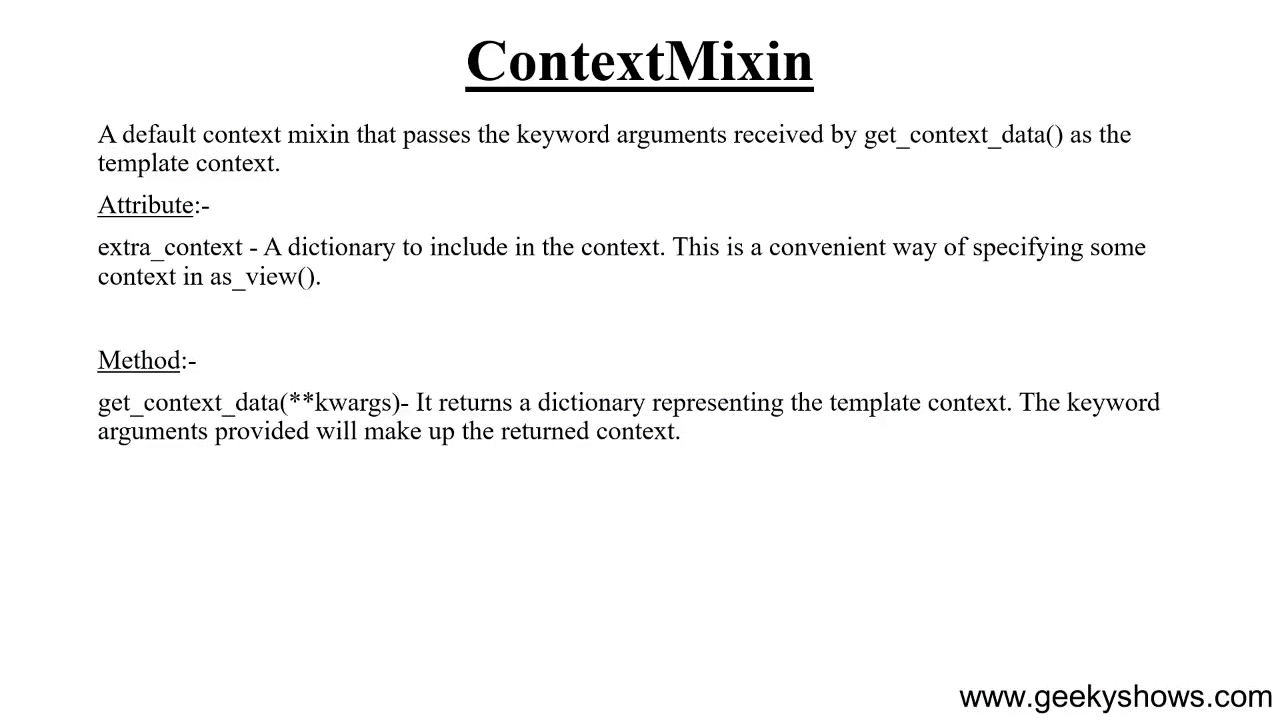 ContextMixin
A default context mixin that passes the keyword arguments received by get_context_data() as the
template context.
Attribute:-
extra_context - A dictionary to include in the context. This is a convenient way of specifying some
context in as_view().
Method:-
get_context_data(**kwargs)- It returns a dictionary representing the template context. The keyword
arguments provided will make up the returned context.
www.geekyshows.com